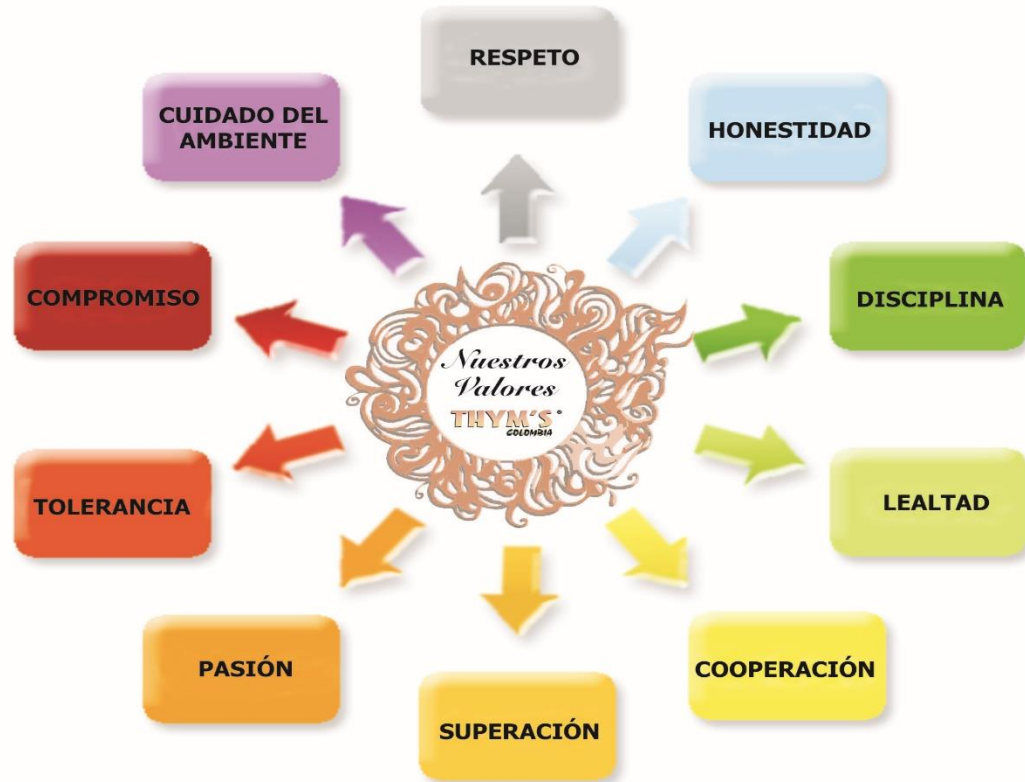 RESPETO
HONESTIDAD
DISCIPLINA
LEALTAD
COOPERACIÓN
SUPERACIÓN
PASIÓN
TOLERANCIA
COMPROMISO
CUIDADO DEL
AMBIENTE
Nuestros
Valores
THYM'S
COLOMBIA